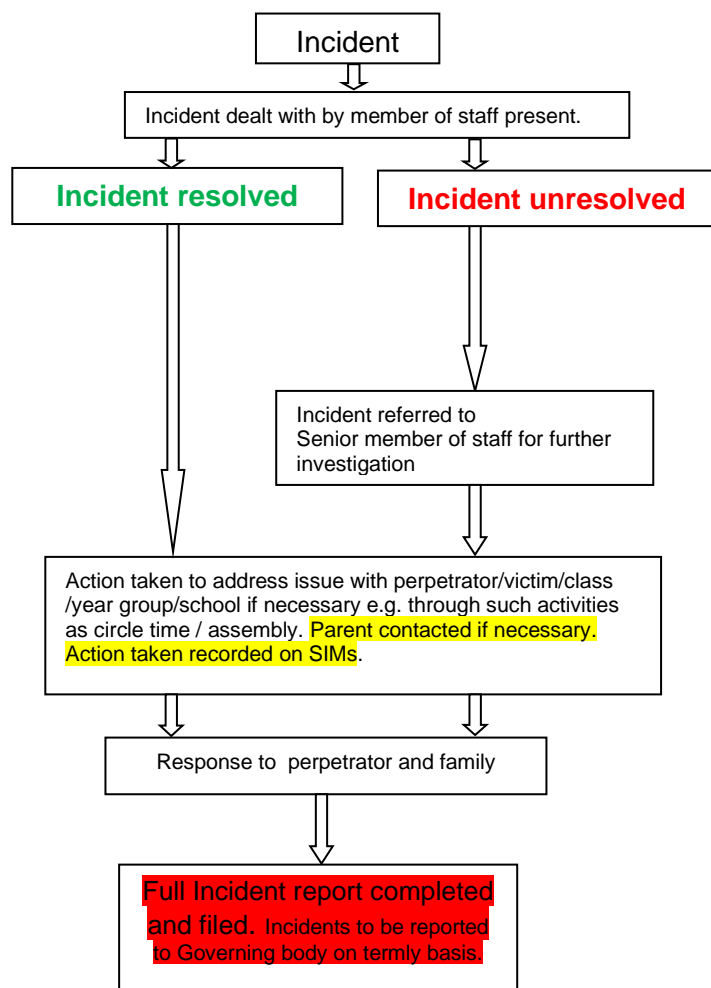 Incident
Incident dealt with by member of staff present.
Incident resolved
Incident unresolved
Incident referred to
Senior member of staff for further
investigation
Action taken to address issue with perpetrator/victim/class
/year group/school if necessary e.g. through such activities
as circle time / assembly. Parent contacted if necessary.
Action taken recorded on SIMs.
Response to perpetrator and family
Full Incident report completed
and filed. Incidents to be reported
to Governing body on termly basis.